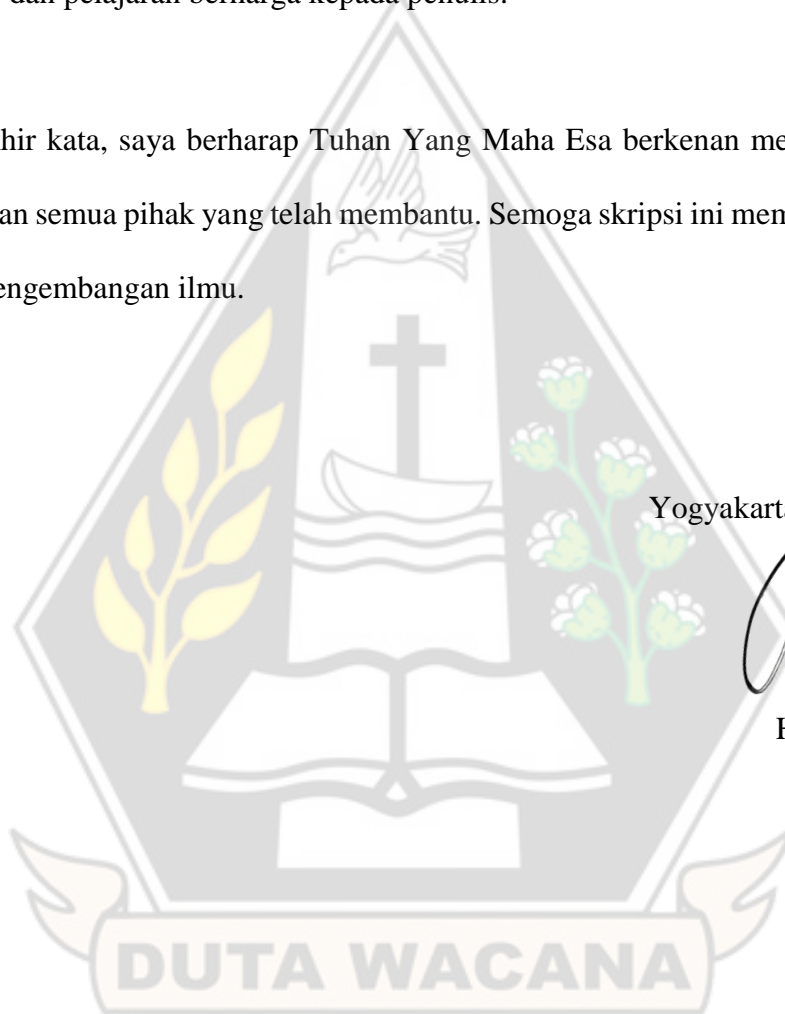 dan pelajaran berharga kepada penulis.
hir kata, saya berharap Tuhan Yang Maha Esa berkenan me
an semua pihak yang telah membantu. Semoga skripsi ini mem
engembangan ilmu.
Yogyakart
DUTA WACANA